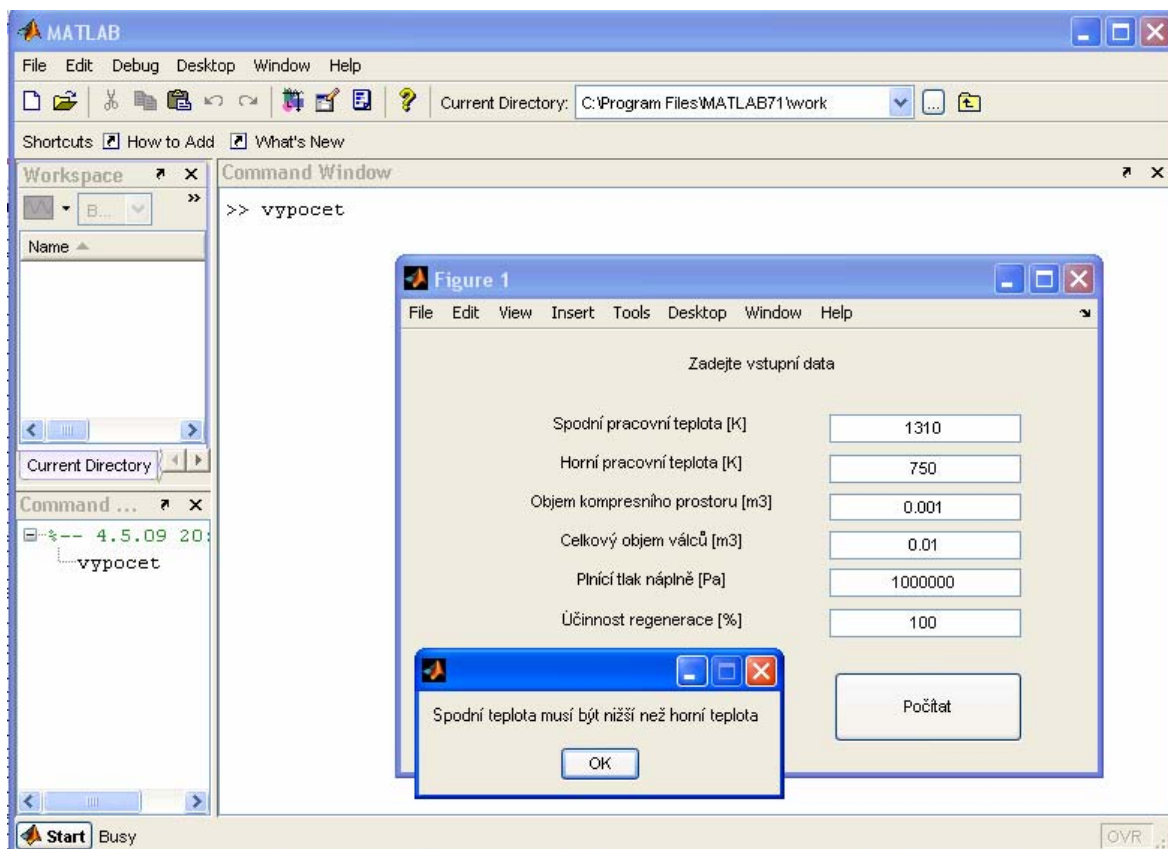 MATLAB
File Edit Debug Desktop Window Help
Current Directory: C:\Program Files\MATLAB71\work
Shortcuts How to Add What's New
Workspace
B...
Name
Current Directory
Command ...
%-- 4.5.09 20:
vypocet
Command Window
>> vypocet
Figure 1
File Edit View Insert Tools Desktop Window Help
Zadejte vstupní data
Spodní pracovní teplota [K] 1310
Horní pracovní teplota [K] 750
Objem kompresního prostoru [m3] 0.001
Celkový objem válců [m3] 0.01
Plnící tlak náplně [Pa] 1000000
Účinnost regenerace [%] 100
Počítat
Spodní teplota musí být nižší než horní teplota
OK
Start Busy
OVR